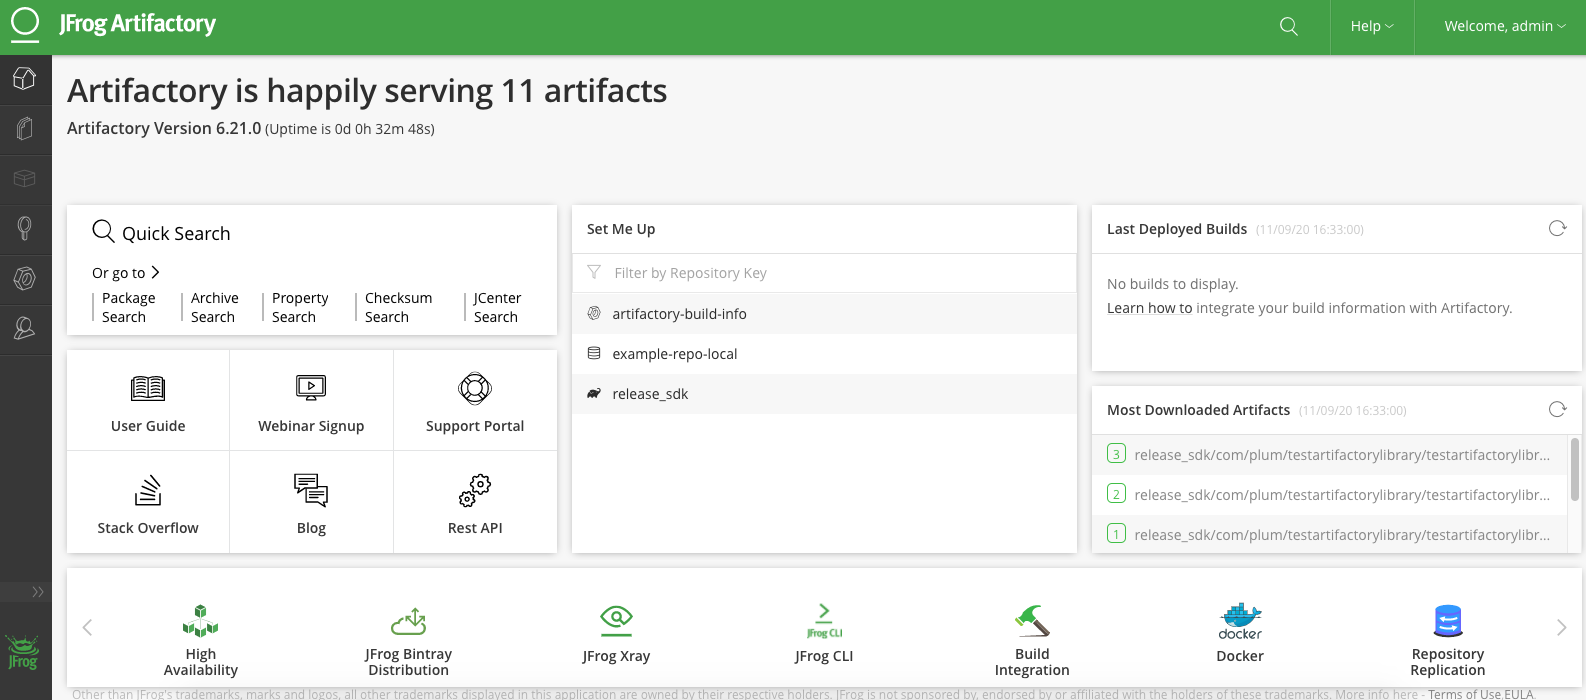 JFrog Artifactory
Help
Welcome, admin
Artifactory is happily serving 11 artifacts
Artifactory Version 6.21.0 (Uptime is 0d 0h 32m 48s)
Quick Search
Or go to
Package
Search
Archive
Search
Property
Search
Checksum
Search
JCenter
Search
User Guide
Webinar Signup
Support Portal
Stack Overflow
Blog
Rest API
Set Me Up
Filter by Repository Key
artifactory-build-info
example-repo-local
release_sdk
Last Deployed Builds (11/09/20 16:33:00)
No builds to display.
Learn how to integrate your build information with Artifactory.
Most Downloaded Artifacts (11/09/20 16:33:00)
3 release_sdk/com/plum/testartifactorylibrary/testartifactorylibr...
2 release_sdk/com/plum/testartifactorylibrary/testartifactorylibr...
1 release_sdk/com/plum/testartifactorylibrary/testartifactorylibr...
High
Availability
JFrog Bintray
Distribution
JFrog Xray
JFrog CLI
JFrog CLI
Build
Integration
docker
Docker
Repository
Replication
JFrog
Other than JFrog's trademarks, marks and logos, all other trademarks displayed in this application are owned by their respective holders. JFrog is not sponsored by, endorsed by or affiliated with the holders of these trademarks. More info here - Terms of Use,EULA.